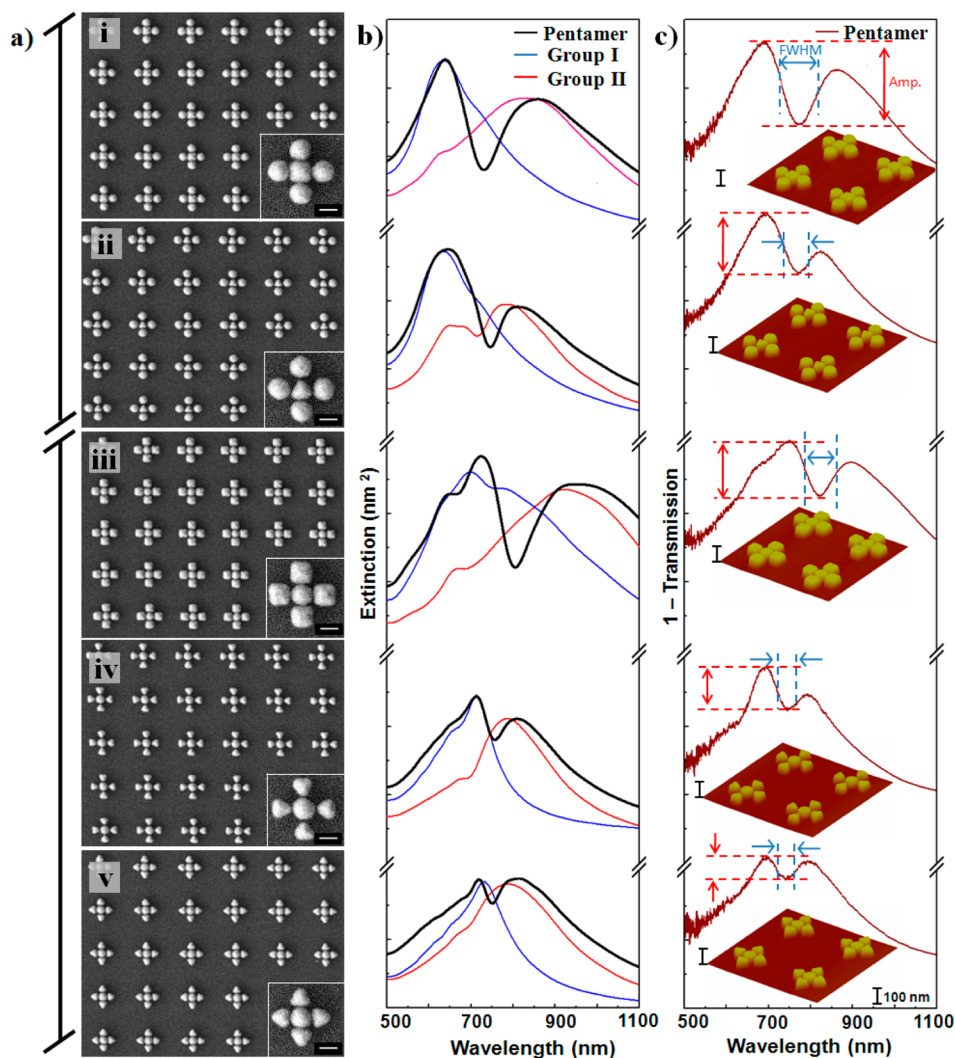 a)
i
ii
iii
iv
v
b)
Pentamer
Group I
Group II
Extinction (nm²)
500 700 900 1100
Wavelength (nm)
c)
Pentamer
FWHM
Amp.
1 – Transmission
100 nm
500 700 900 1100
Wavelength (nm)